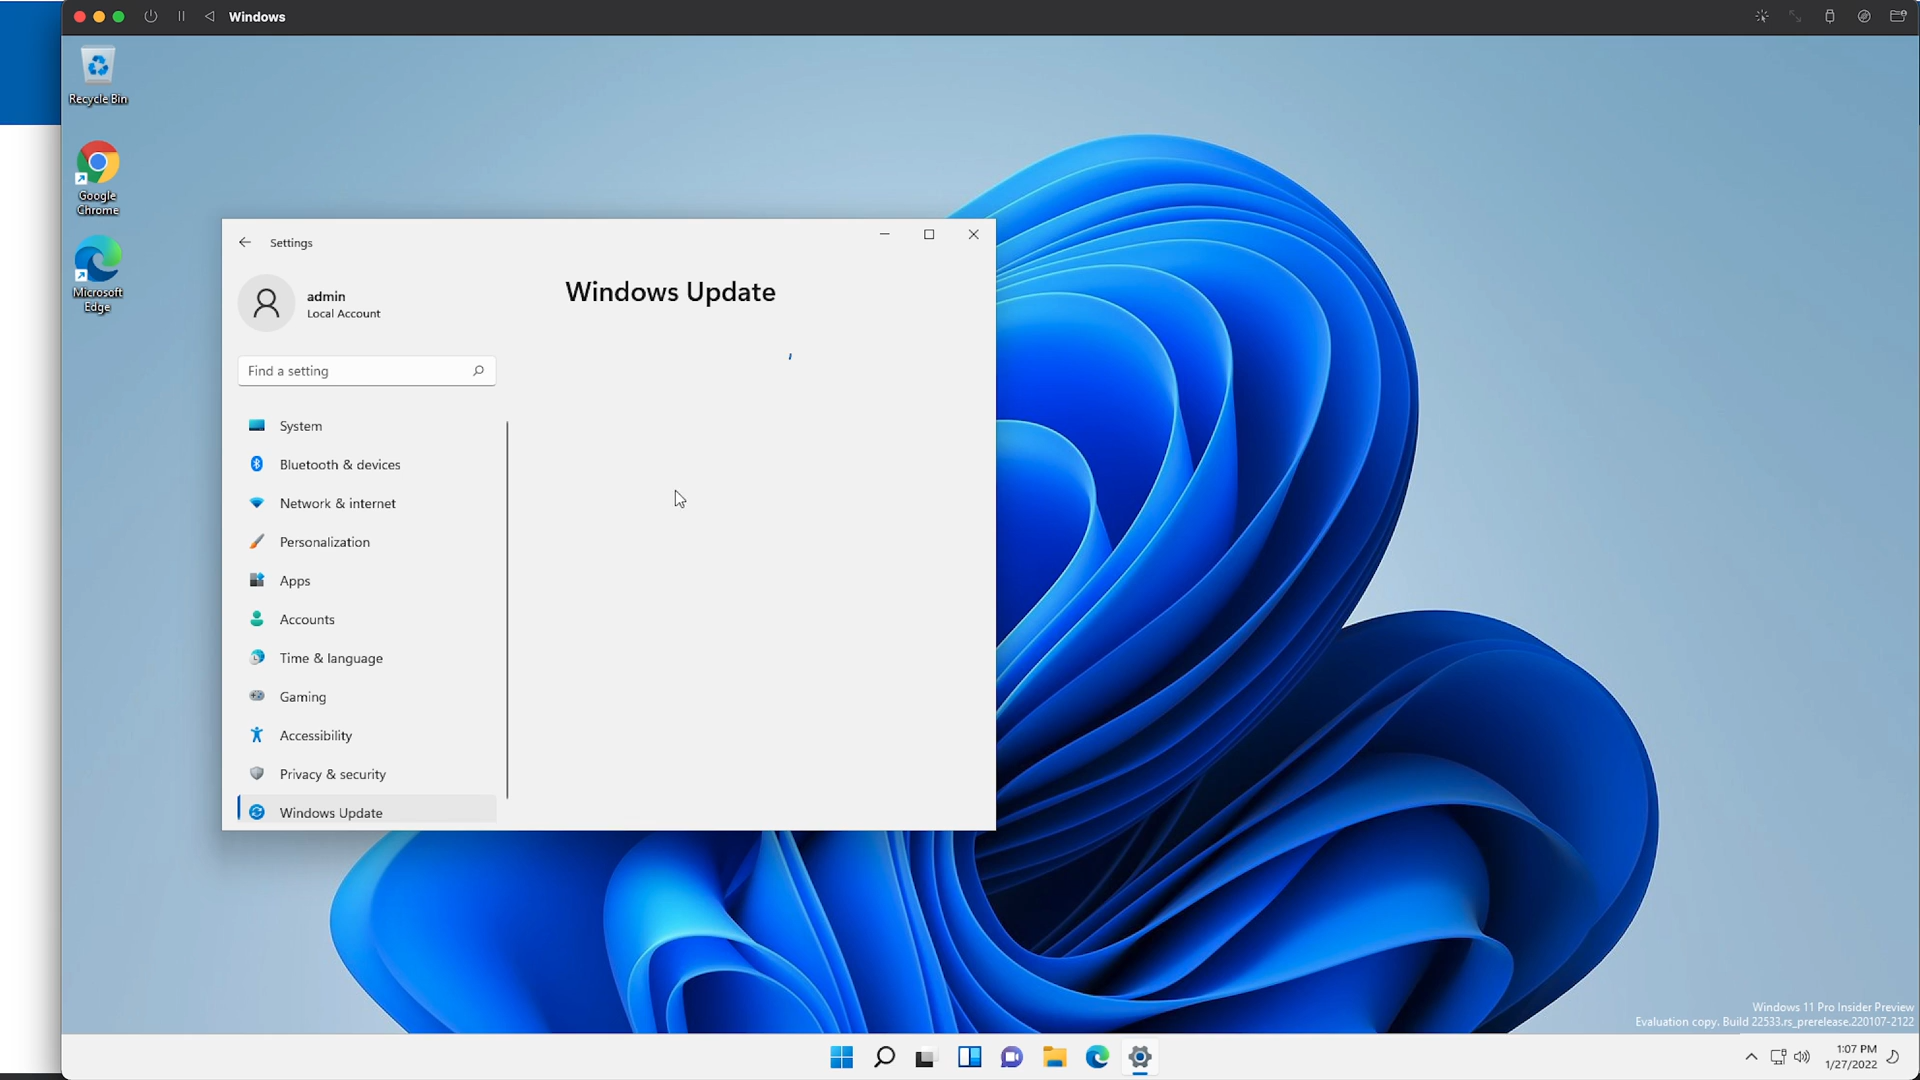 Windows
Recycle Bin
Google
Chrome
Microsoft
Edge
Settings
admin
Local Account
Find a setting
System
Bluetooth & devices
Network & internet
Personalization
Apps
Accounts
Time & language
Gaming
Accessibility
Privacy & security
Windows Update
Windows Update
Windows 11 Pro Insider Preview
Evaluation copy. Build 22533.rs_prerelease.220107-2122
1:07 PM
1/27/2022